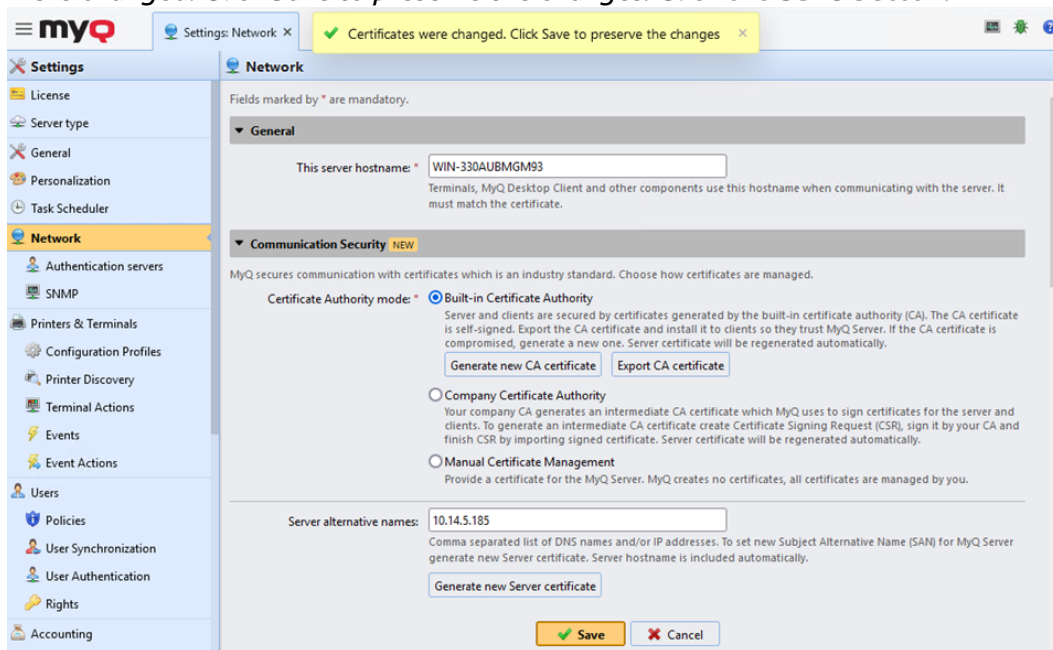 myQ
Settings: Network ×
Certificates were changed. Click Save to preserve the changes ×
Settings
License
Server type
General
Personalization
Task Scheduler
Network
Authentication servers
SNMP
Printers & Terminals
Configuration Profiles
Printer Discovery
Terminal Actions
Events
Event Actions
Users
Policies
User Synchronization
User Authentication
Rights
Accounting
Network
Fields marked by * are mandatory.
General
This server hostname: * WIN-330AUBMGM93
Terminals, MyQ Desktop Client and other components use this hostname when communicating with the server. It
must match the certificate.
Communication Security NEW
MyQ secures communication with certificates which is an industry standard. Choose how certificates are managed.
Certificate Authority mode: * Built-in Certificate Authority
Server and clients are secured by certificates generated by the built-in certificate authority (CA). The CA certificate
is self-signed. Export the CA certificate and install it to clients so they trust MyQ Server. If the CA certificate is
compromised, generate a new one. Server certificate will be regenerated automatically.
Generate new CA certificate Export CA certificate
Company Certificate Authority
Your company CA generates an intermediate CA certificate which MyQ uses to sign certificates for the server and
clients. To generate an intermediate CA certificate create Certificate Signing Request (CSR), sign it by your CA and
finish CSR by importing signed certificate. Server certificate will be regenerated automatically.
Manual Certificate Management
Provide a certificate for the MyQ Server. MyQ creates no certificates, all certificates are managed by you.
Server alternative names: 10.14.5.185
Comma separated list of DNS names and/or IP addresses. To set new Subject Alternative Name (SAN) for MyQ Server
generate new Server certificate. Server hostname is included automatically.
Generate new Server certificate
Save Cancel